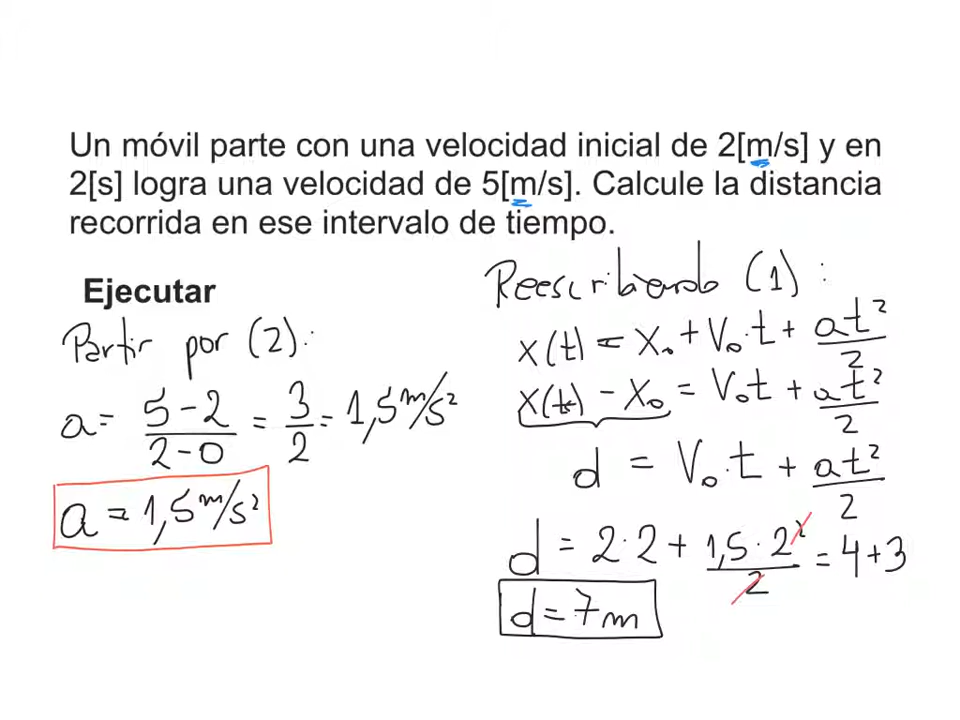 Un móvil parte con una velocidad inicial de 2[m/s] y en
2[s] logra una velocidad de 5[m/s]. Calcule la distancia
recorrida en ese intervalo de tiempo.
Ejecutar
Partir por (2):
a = (5-2)/(2-0) = 3/2 = 1,5 m/s²
a = 1,5 m/s²
Reescribiendo (1):
x(t) = X₀ + V₀·t + at²/2
x(t) - X₀ = V₀t + at²/2
d = V₀·t + at²/2
d = 2·2 + (1,5·2²)/2 = 4+3
d = 7m